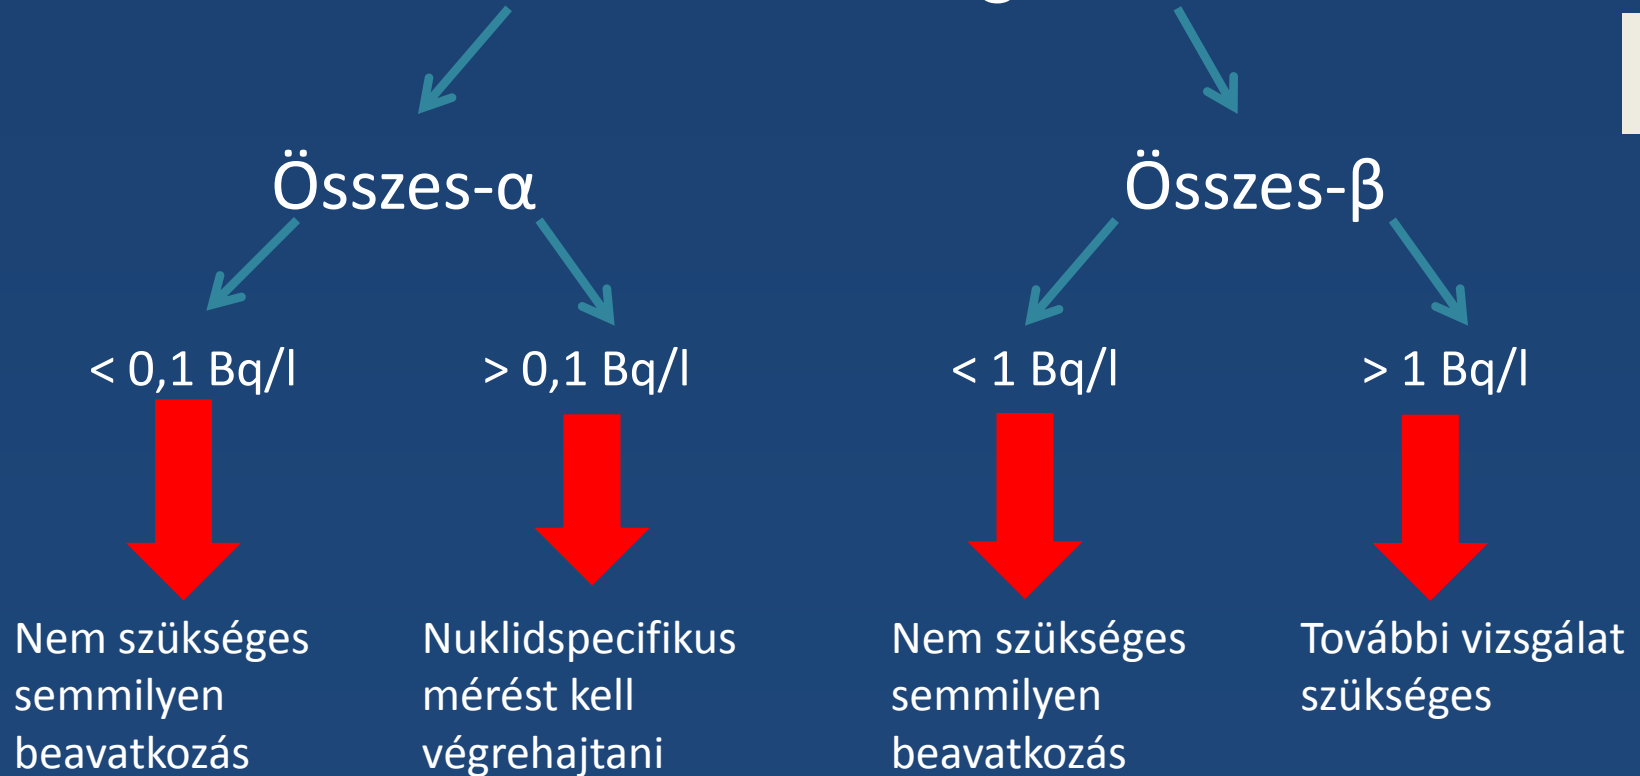 Összes-α
Összes-β
< 0,1 Bq/l
> 0,1 Bq/l
< 1 Bq/l
> 1 Bq/l
Nem szükséges
semmilyen
beavatkozás
Nuklidspecifikus
mérést kell
végrehajtani
Nem szükséges
semmilyen
beavatkozás
További vizsgálat
szükséges